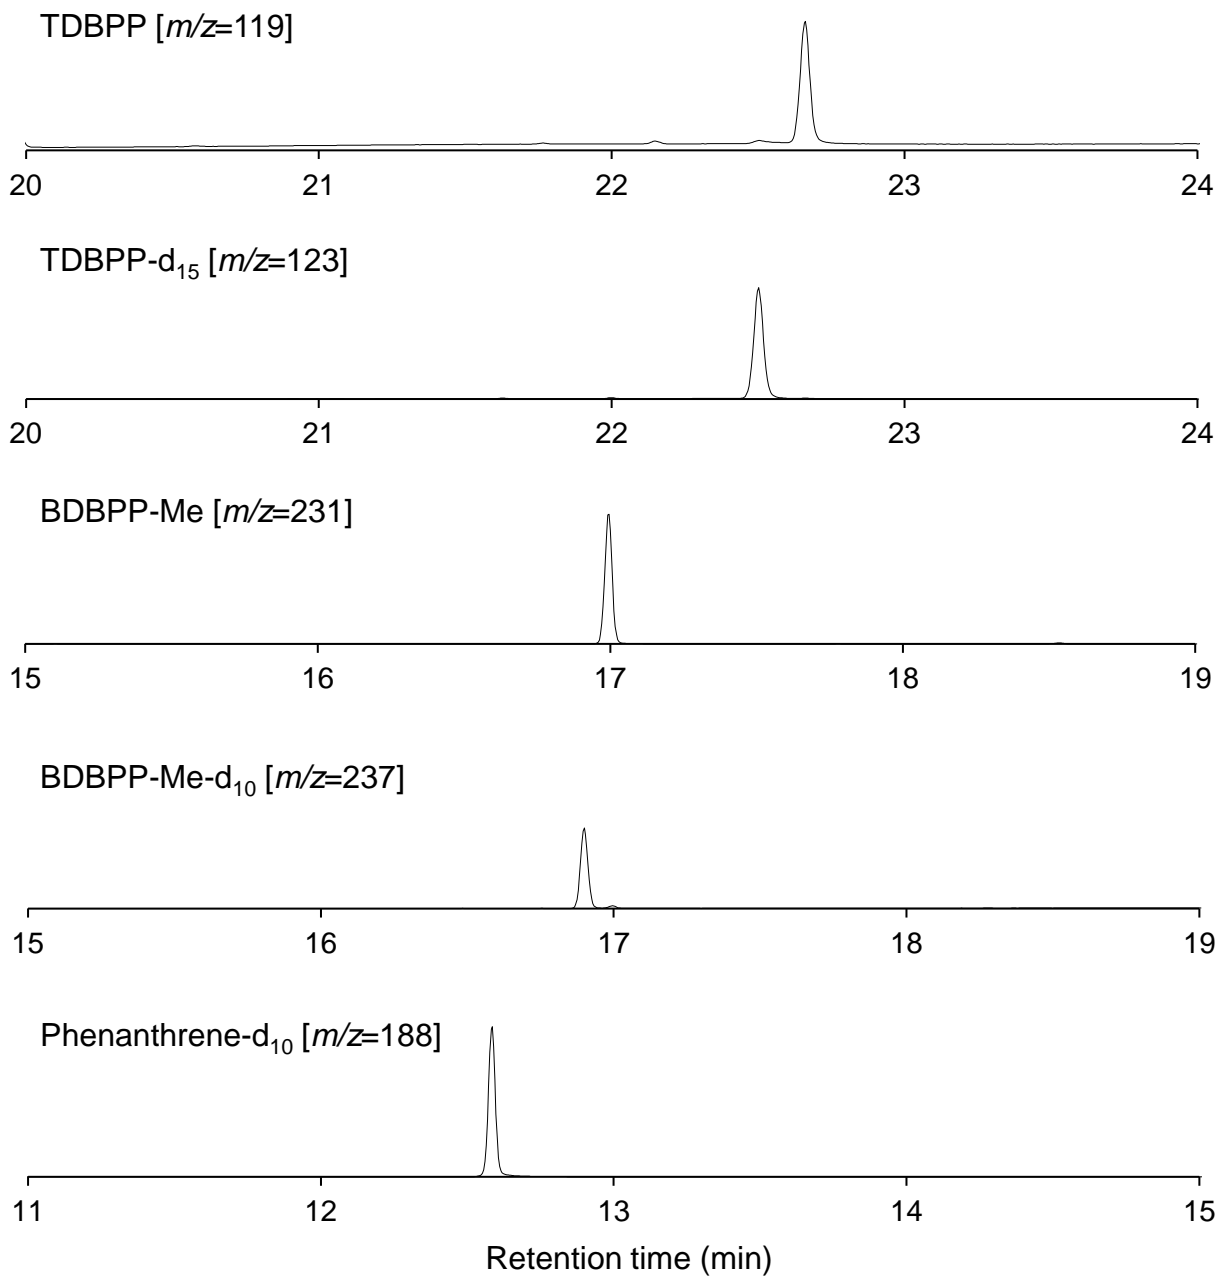 TDBPP [m/z=119]
20 21 22 23 24
TDBPP-d15 [m/z=123]
20 21 22 23 24
BDBPP-Me [m/z=231]
15 16 17 18 19
BDBPP-Me-d10 [m/z=237]
15 16 17 18 19
Phenanthrene-d10 [m/z=188]
11 12 13 14 15
Retention time (min)